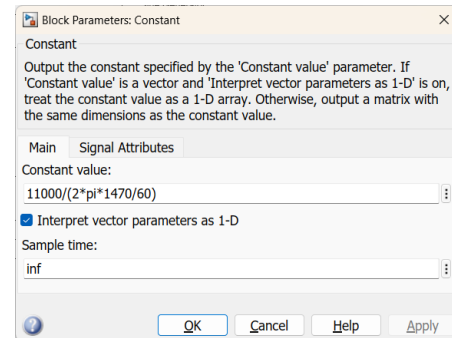 Block Parameters: Constant
Constant
Output the constant specified by the 'Constant value' parameter. If
'Constant value' is a vector and 'Interpret vector parameters as 1-D' is on,
treat the constant value as a 1-D array. Otherwise, output a matrix with
the same dimensions as the constant value.
Main Signal Attributes
Constant value:
11000/(2*pi*1470/60)
Interpret vector parameters as 1-D
Sample time:
inf
OK Cancel Help Apply